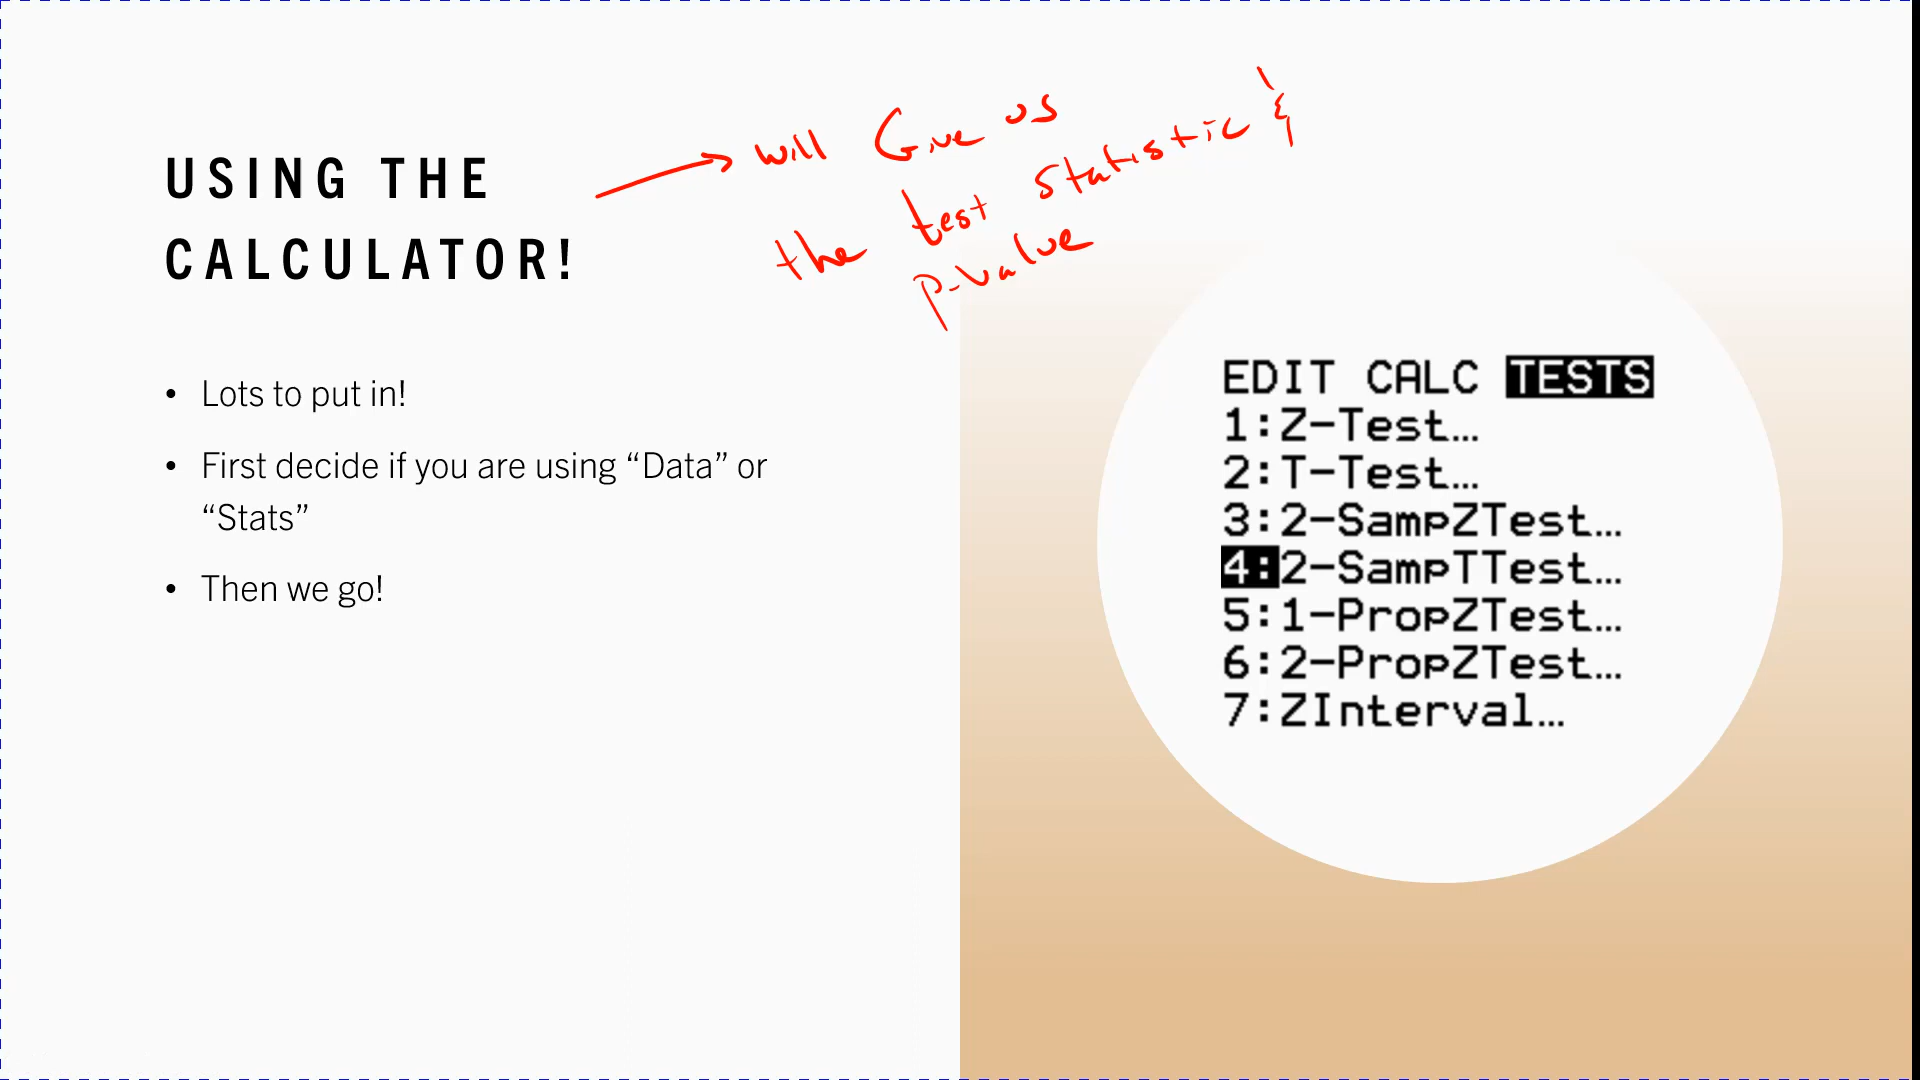 USING THE
CALCULATOR!
will Give us
the test statistic &
p-value
• Lots to put in!
• First decide if you are using “Data” or
“Stats”
• Then we go!
EDIT CALC TESTS
1:Z-Test…
2:T-Test…
3:2-SampZTest…
4:2-SampTTest…
5:1-PropZTest…
6:2-PropZTest…
7:ZInterval…